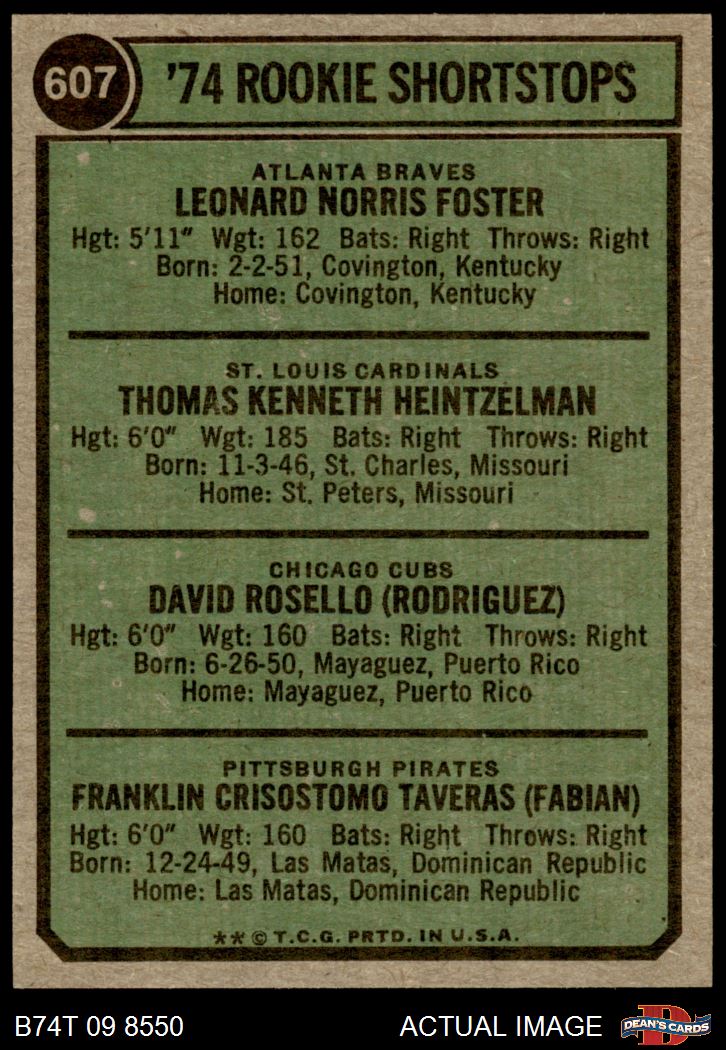 607
'74 ROOKIE SHORTSTOPS
ATLANTA BRAVES
LEONARD NORRIS FOSTER
Hgt: 5'11" Wgt: 162 Bats: Right Throws: Right
Born: 2-2-51, Covington, Kentucky
Home: Covington, Kentucky
ST. LOUIS CARDINALS
THOMAS KENNETH HEINTZELMAN
Hgt: 6'0" Wgt: 185 Bats: Right Throws: Right
Born: 11-3-46, St. Charles, Missouri
Home: St. Peters, Missouri
CHICAGO CUBS
DAVID ROSELLO (RODRIGUEZ)
Hgt: 6'0" Wgt: 160 Bats: Right Throws: Right
Born: 6-26-50, Mayaguez, Puerto Rico
Home: Mayaguez, Puerto Rico
PITTSBURGH PIRATES
FRANKLIN CRISOSTOMO TAVERAS (FABIAN)
Hgt: 6'0" Wgt: 160 Bats: Right Throws: Right
Born: 12-24-49, Las Matas, Dominican Republic
Home: Las Matas, Dominican Republic
** © T.C.G. PRTD. IN U.S.A.
B74T 09 8550 ACTUAL IMAGE
D
DEAN'S CARDS